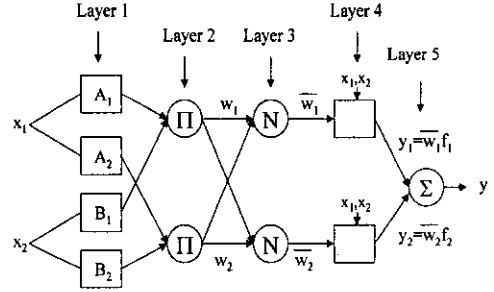 Layer 1
Layer 2
Layer 3
Layer 4
Layer 5
x₁
x₂
A₁
A₂
B₁
B₂
Π
Π
w₁
w₂
N
N
w̅₁
w̅₂
x₁,x₂
x₁,x₂
y₁=w̅₁f₁
y₂=w̅₂f₂
Σ
y